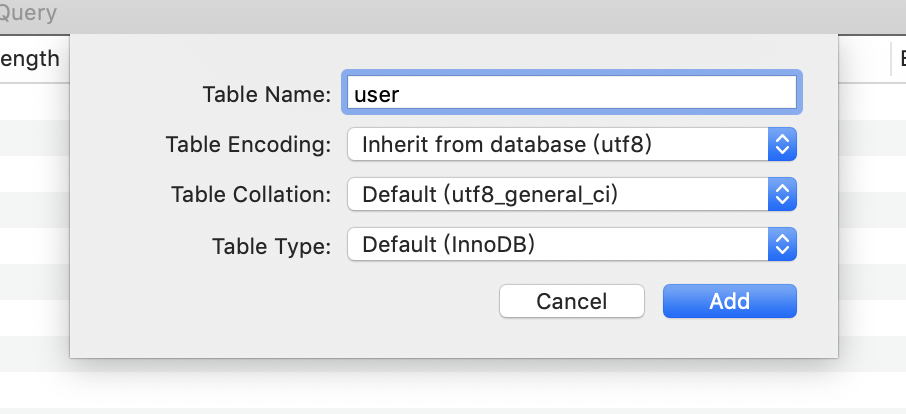 Query
ength
Table Name: user
Table Encoding: Inherit from database (utf8)
Table Collation: Default (utf8_general_ci)
Table Type: Default (InnoDB)
Cancel Add